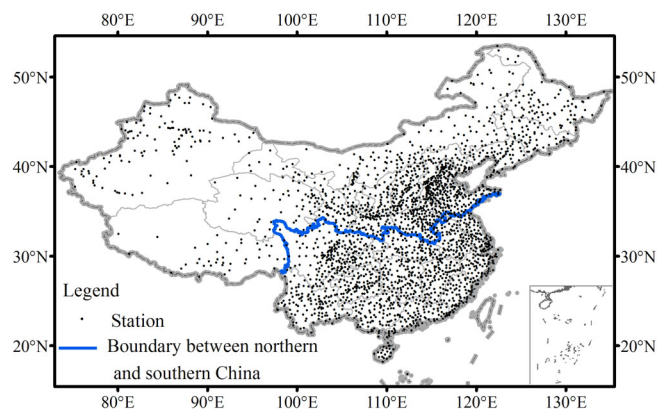 80°E 90°E 100°E 110°E 120°E 130°E
50°N 50°N
40°N 40°N
30°N 30°N
Legend
Station
20°N Boundary between northern 20°N
and southern China
80°E 90°E 100°E 110°E 120°E 130°E